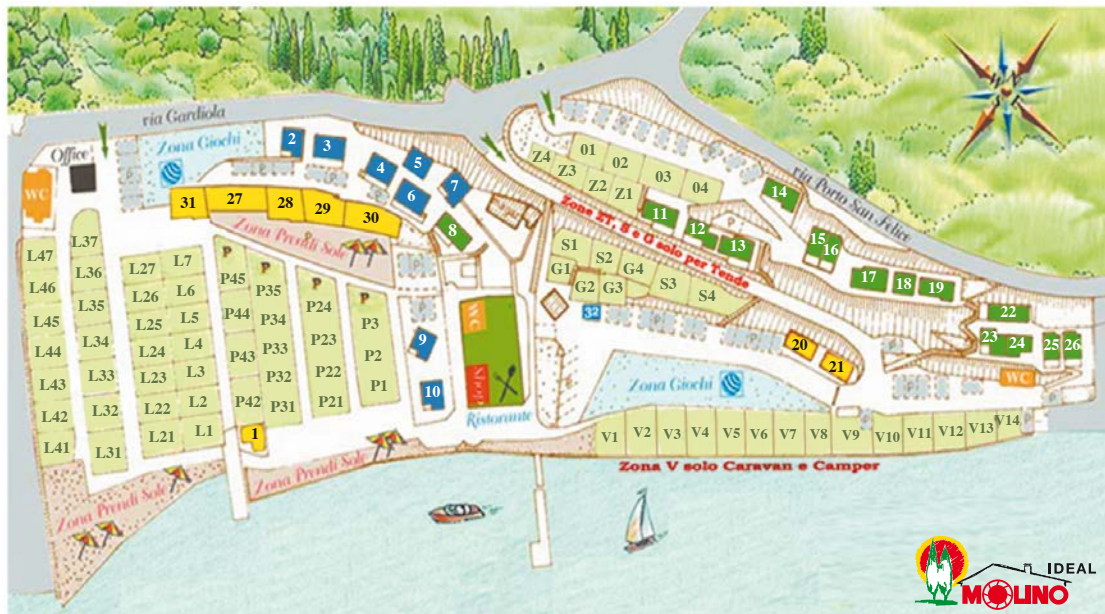 via Gardiola
Office
WC
Zona Giochi
P
2
3
4
5
6
7
8
31
27
28
29
30
Zona Prendi Sole
L47
L46
L45
L44
L43
L42
L41
L37
L36
L35
L34
L33
L32
L31
L27
L26
L25
L24
L23
L22
L21
L7
L6
L5
L4
L3
L2
L1
P
P45
P44
P43
P42
P
P35
P34
P33
P32
P31
P
P24
P23
P22
P21
P
P3
P2
P1
1
9
10
WC
Shop
Ristorante
Zona Prendi Sole
Zona Prendi Sole
Z4
Z3
Z2
Z1
01
02
03
04
via Porto San Felice
Zone ZT, S e G solo per Tende
11
12
13
14
15
16
17
18
19
22
23
24
25
26
WC
S1
S2
S3
S4
G1
G2
G3
G4
32
20
21
Zona Giochi
V1
V2
V3
V4
V5
V6
V7
V8
V9
V10
V11
V12
V13
V14
Zona V solo Caravan e Camper
IDEAL
MOLINO